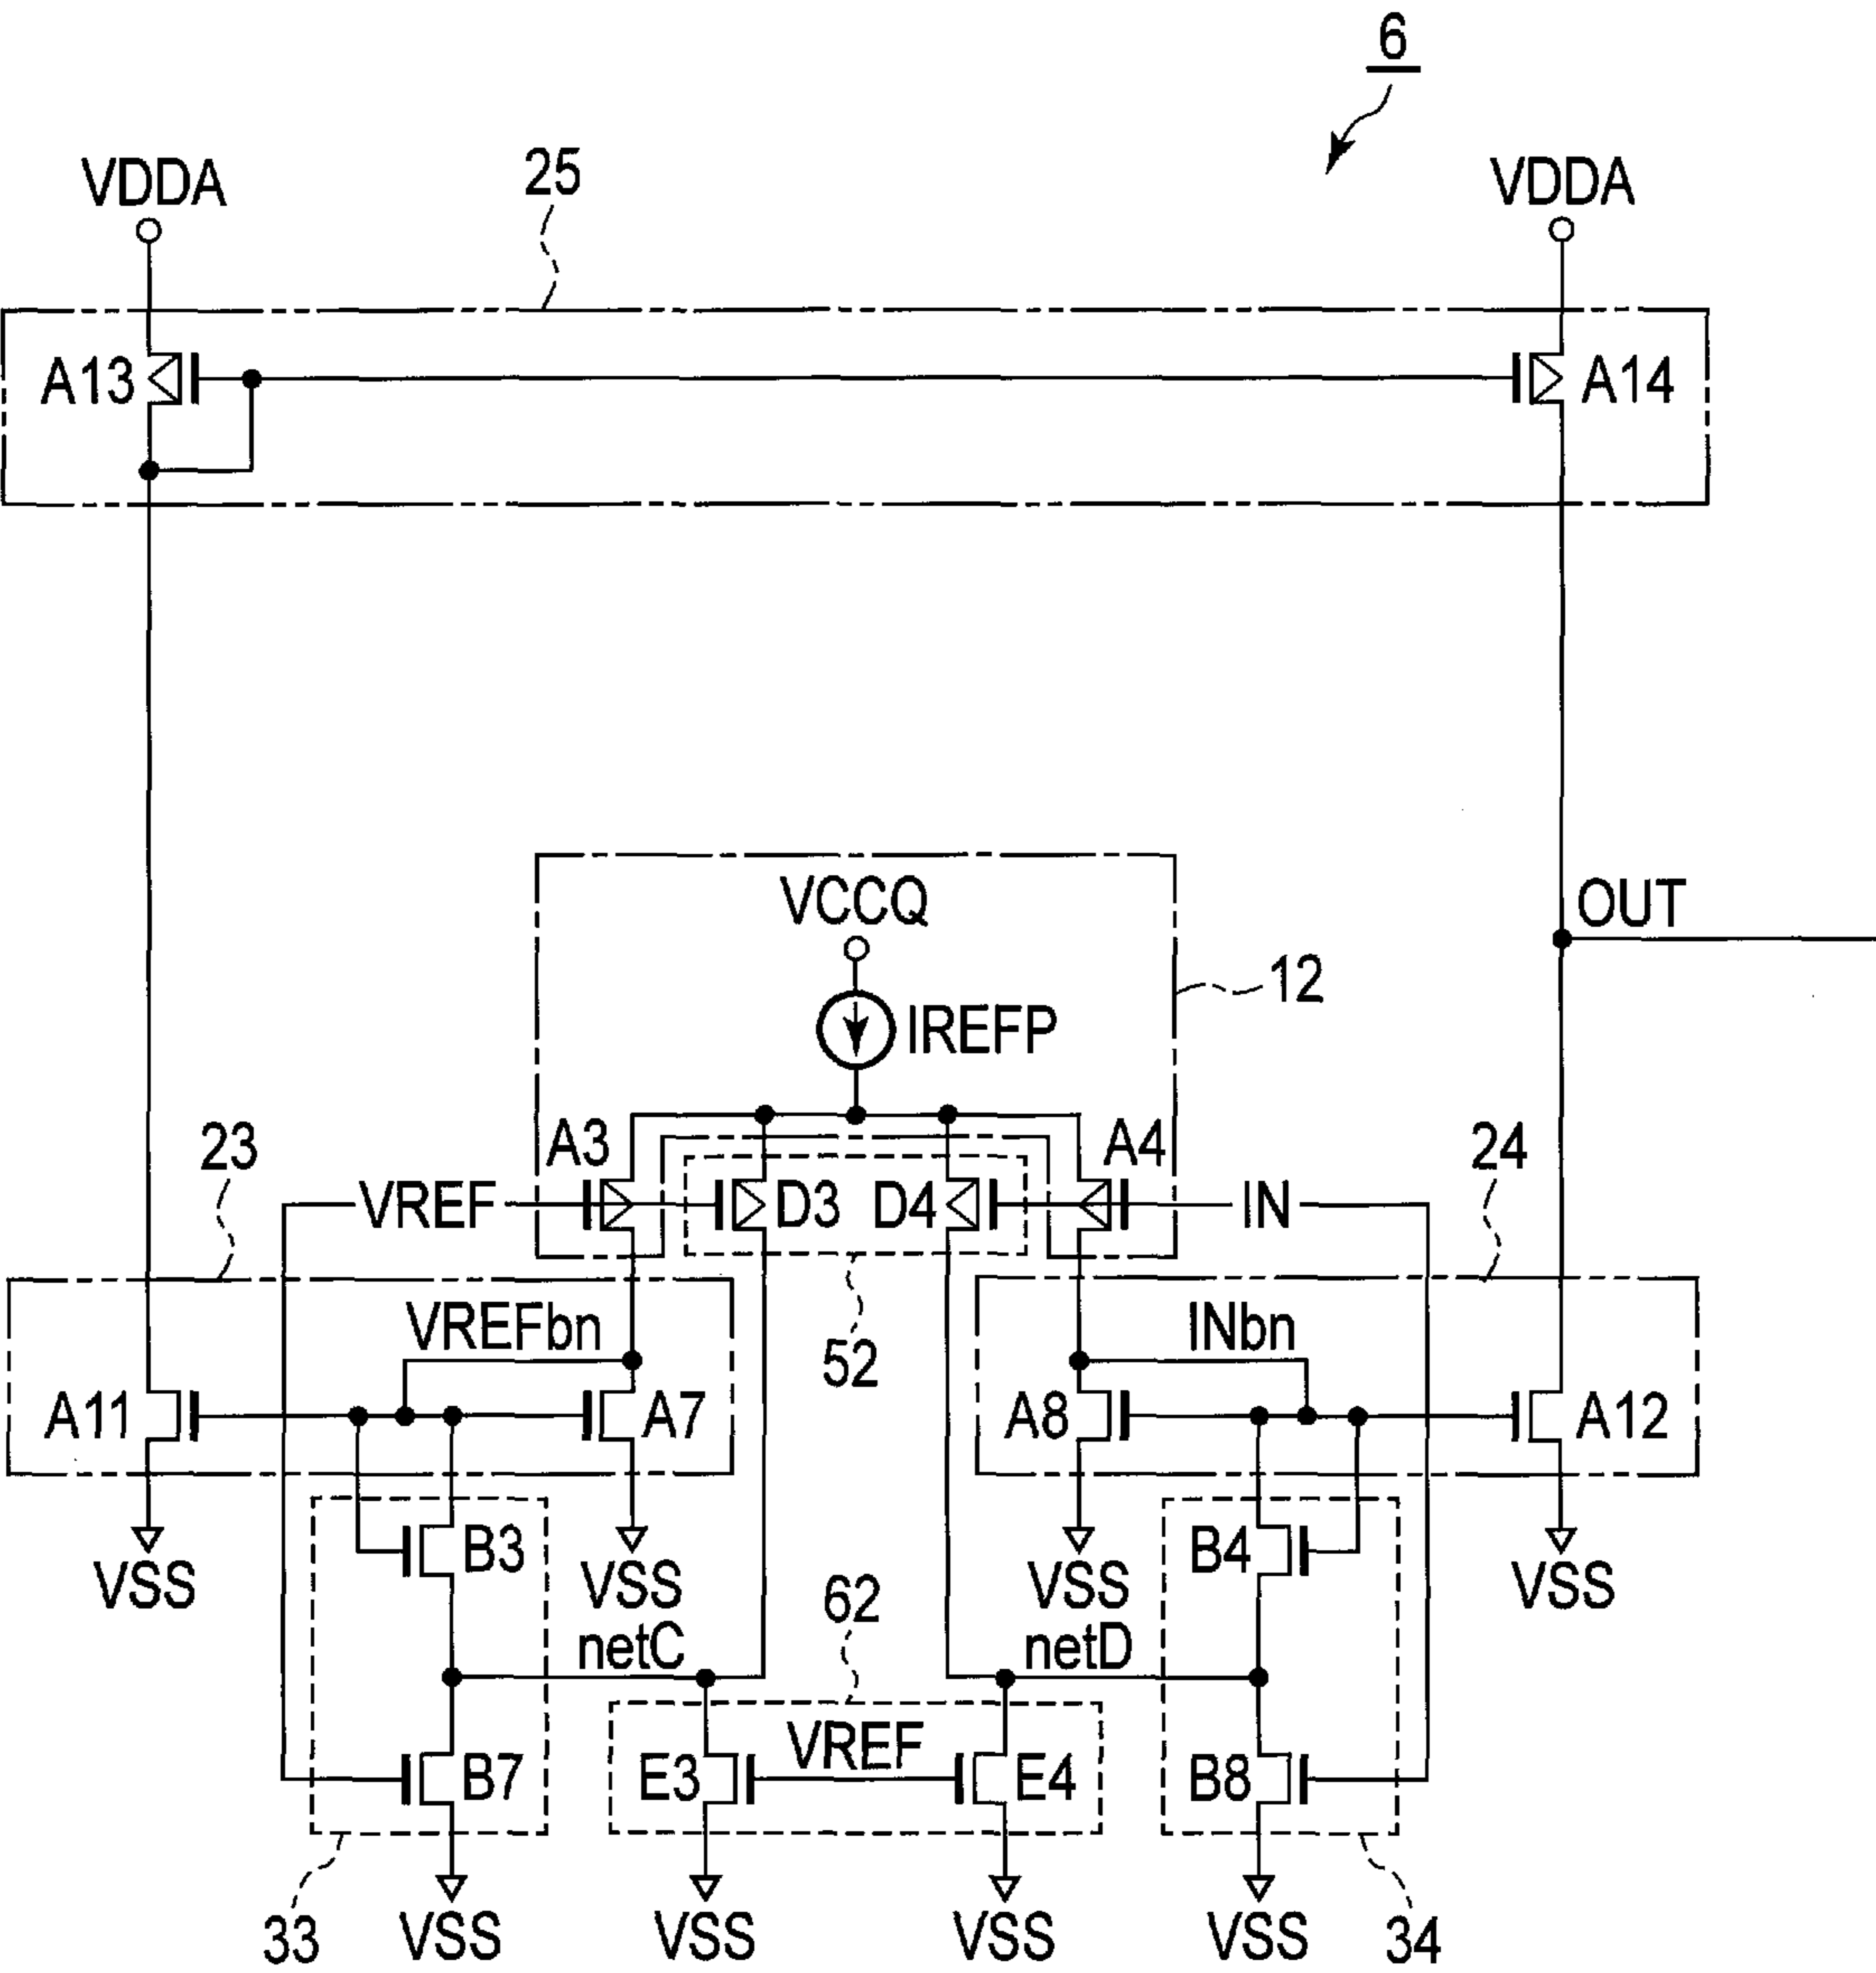 6
VDDA
25
VDDA
A13
A14
VCCQ
OUT
12
IREFP
23
A3
A4
24
VREF
D3
D4
IN
VREFbn
INbn
52
A11
A7
A8
A12
B3
B4
VSS
VSS
VSS
VSS
62
netC
netD
VREF
B7
E3
E4
B8
33
VSS
VSS
VSS
VSS
34